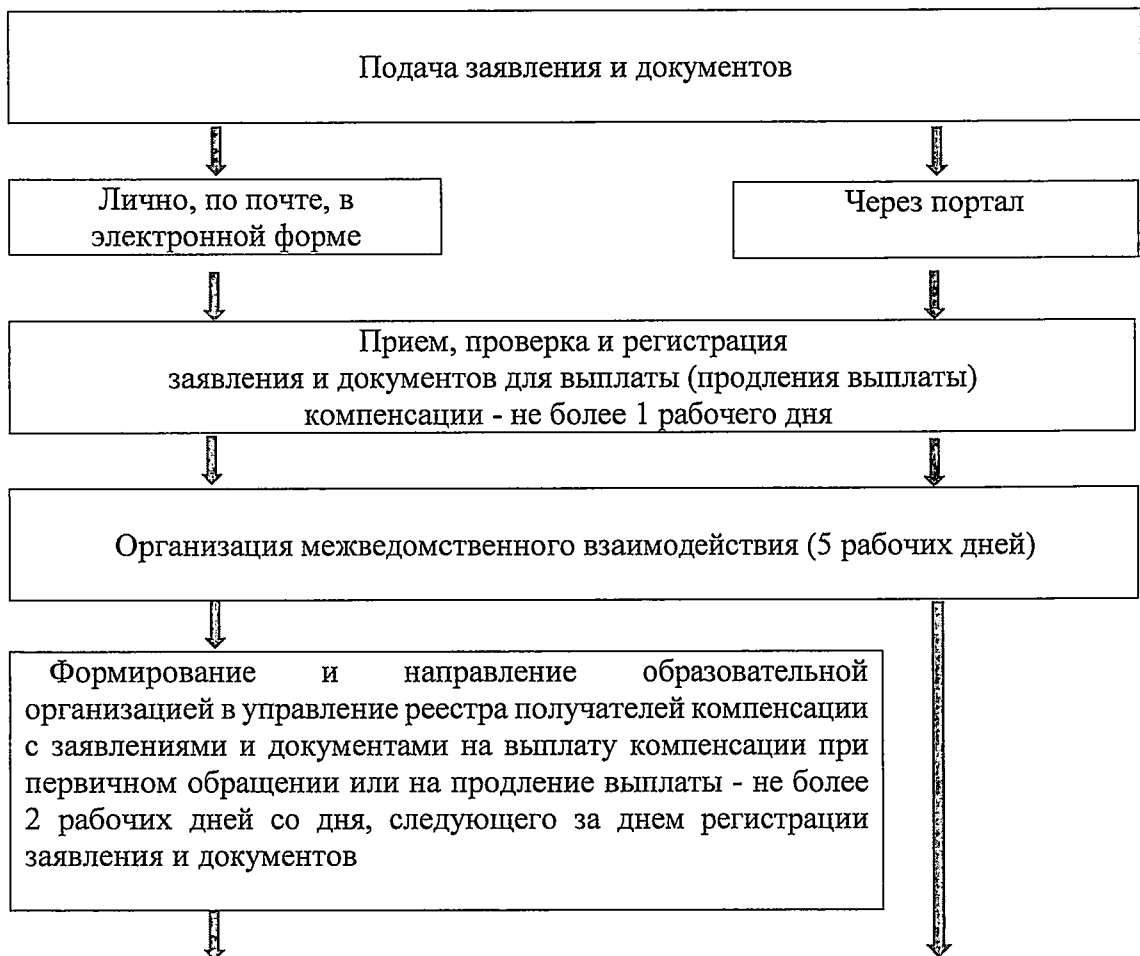 Подача заявления и документов
Лично, по почте, в
электронной форме
Через портал
Прием, проверка и регистрация
заявления и документов для выплаты (продления выплаты)
компенсации - не более 1 рабочего дня
Организация межведомственного взаимодействия (5 рабочих дней)
Формирование и направление образовательной
организацией в управление реестра получателей компенсации
с заявлениями и документами на выплату компенсации при
первичном обращении или на продление выплаты - не более
2 рабочих дней со дня, следующего за днем регистрации
заявления и документов